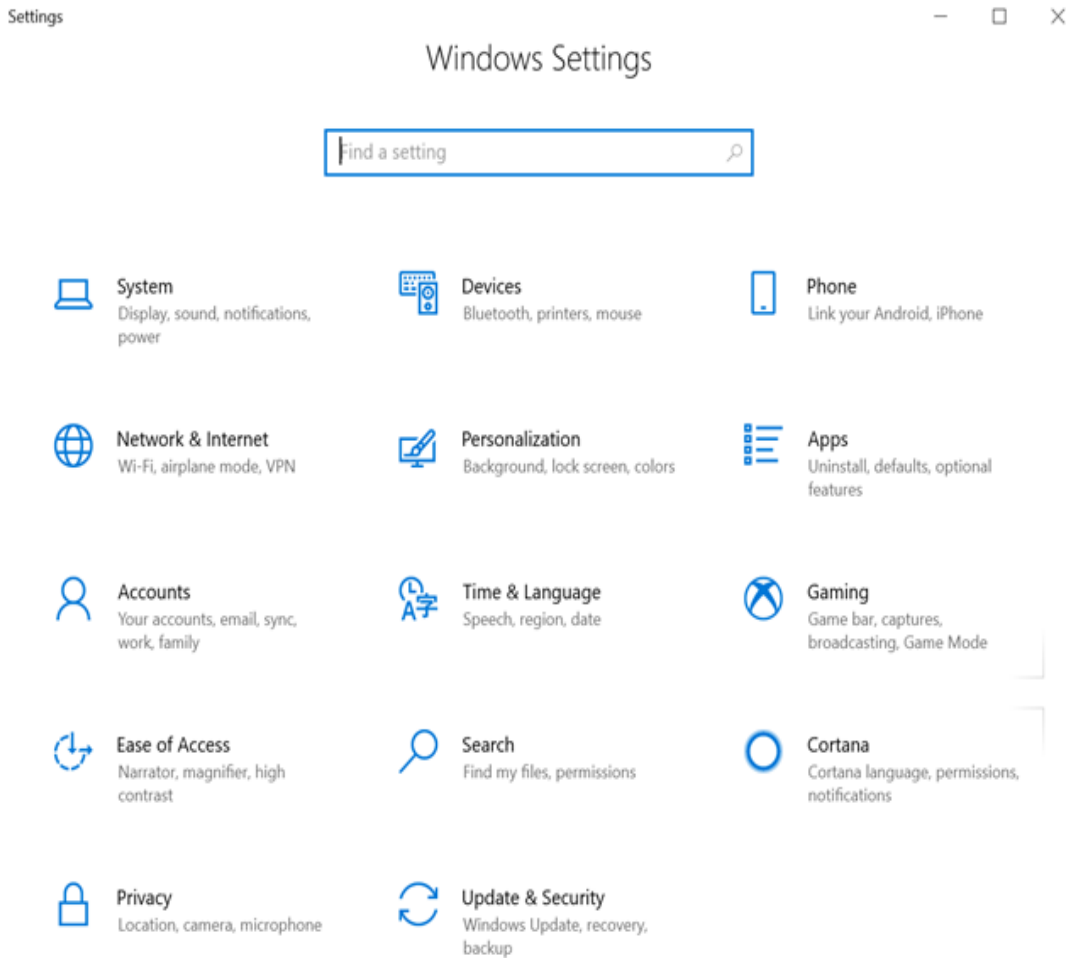 Settings
Windows Settings
Find a setting
System
Display, sound, notifications,
power
Devices
Bluetooth, printers, mouse
Phone
Link your Android, iPhone
Network & Internet
Wi-Fi, airplane mode, VPN
Personalization
Background, lock screen, colors
Apps
Uninstall, defaults, optional
features
Accounts
Your accounts, email, sync,
work, family
Time & Language
Speech, region, date
Gaming
Game bar, captures,
broadcasting, Game Mode
Ease of Access
Narrator, magnifier, high
contrast
Search
Find my files, permissions
Cortana
Cortana language, permissions,
notifications
Privacy
Location, camera, microphone
Update & Security
Windows Update, recovery,
backup